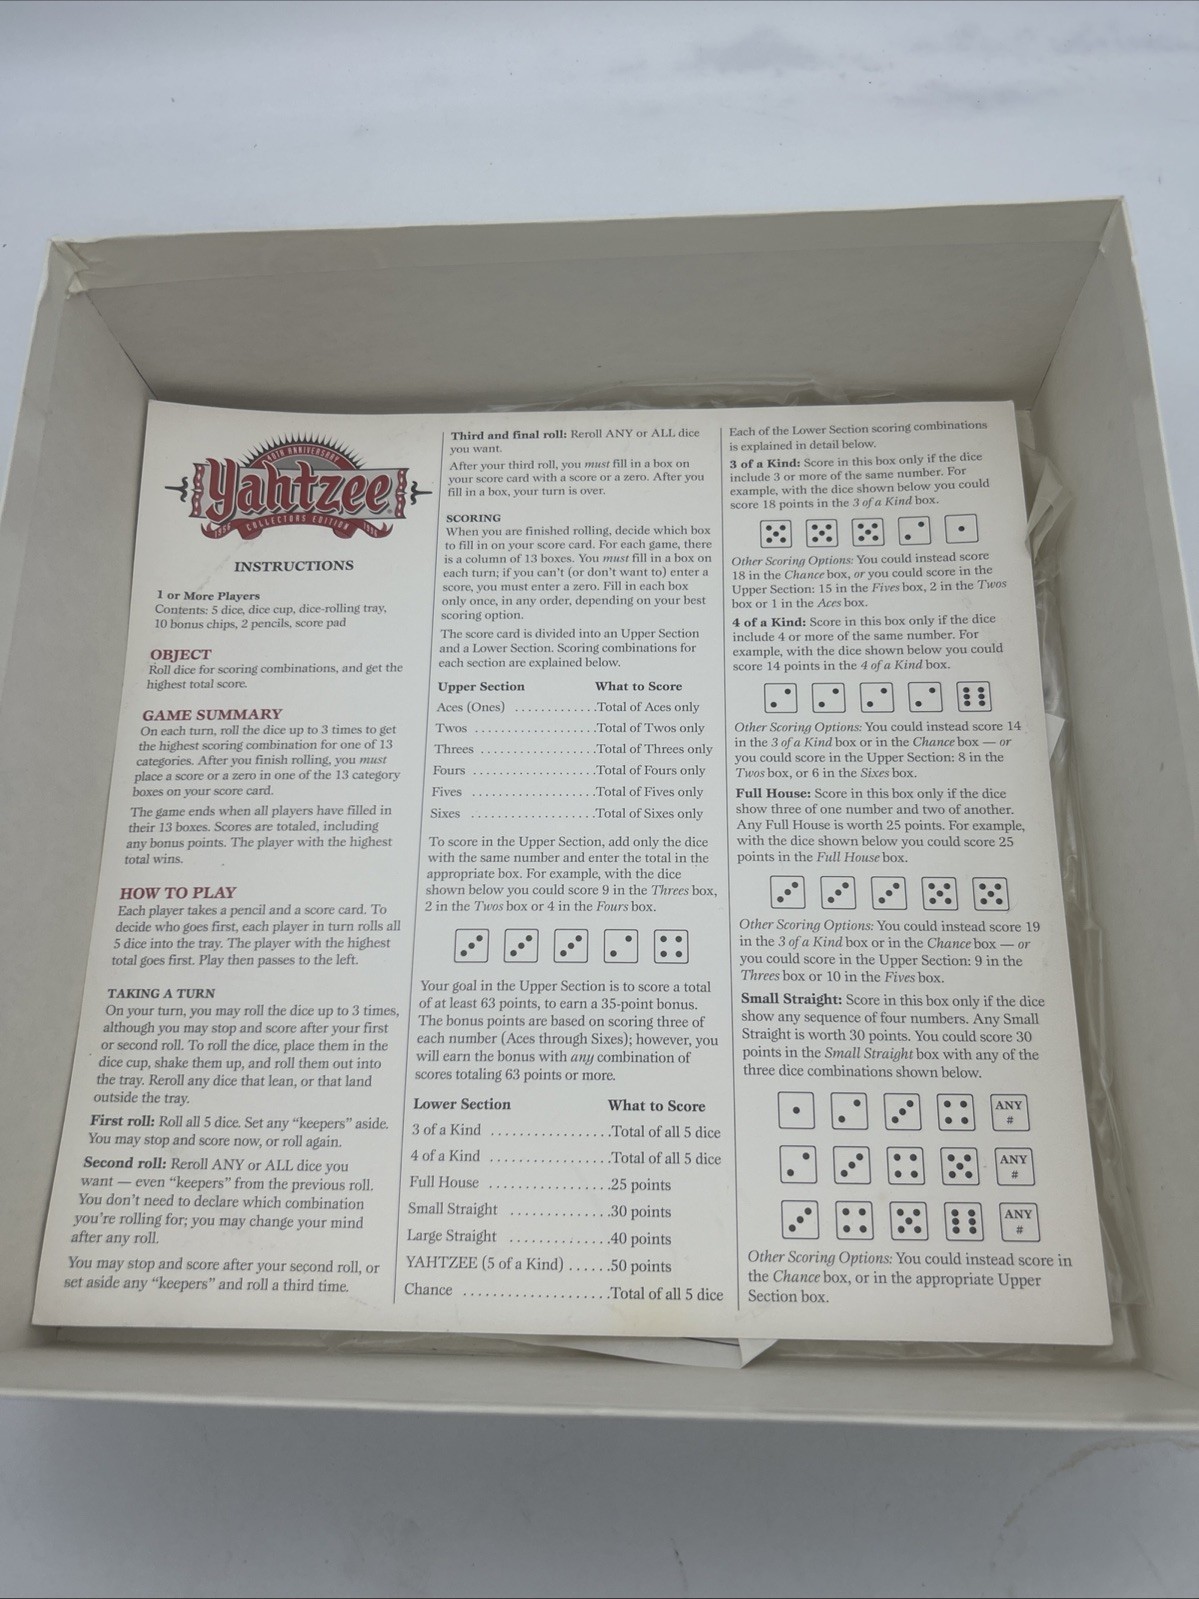 40TH ANNIVERSARY
Yahtzee®
1956 COLLECTORS EDITION 1996
INSTRUCTIONS
1 or More Players
Contents: 5 dice, dice cup, dice-rolling tray,
10 bonus chips, 2 pencils, score pad
OBJECT
Roll dice for scoring combinations, and get the
highest total score.
GAME SUMMARY
On each turn, roll the dice up to 3 times to get
the highest scoring combination for one of 13
categories. After you finish rolling, you must
place a score or a zero in one of the 13 category
boxes on your score card.
The game ends when all players have filled in
their 13 boxes. Scores are totaled, including
any bonus points. The player with the highest
total wins.
HOW TO PLAY
Each player takes a pencil and a score card. To
decide who goes first, each player in turn rolls all
5 dice into the tray. The player with the highest
total goes first. Play then passes to the left.
TAKING A TURN
On your turn, you may roll the dice up to 3 times,
although you may stop and score after your first
or second roll. To roll the dice, place them in the
dice cup, shake them up, and roll them out into
the tray. Reroll any dice that lean, or that land
outside the tray.
First roll: Roll all 5 dice. Set any “keepers” aside.
You may stop and score now, or roll again.
Second roll: Reroll ANY or ALL dice you
want — even “keepers” from the previous roll.
You don’t need to declare which combination
you’re rolling for; you may change your mind
after any roll.
You may stop and score after your second roll, or
set aside any “keepers” and roll a third time.
Third and final roll: Reroll ANY or ALL dice
you want.
After your third roll, you must fill in a box on
your score card with a score or a zero. After you
fill in a box, your turn is over.
SCORING
When you are finished rolling, decide which box
to fill in on your score card. For each game, there
is a column of 13 boxes. You must fill in a box on
each turn; if you can’t (or don’t want to) enter a
score, you must enter a zero. Fill in each box
only once, in any order, depending on your best
scoring option.
The score card is divided into an Upper Section
and a Lower Section. Scoring combinations for
each section are explained below.
Upper Section What to Score
Aces (Ones) ............Total of Aces only
Twos ..................Total of Twos only
Threes .................Total of Threes only
Fours ..................Total of Fours only
Fives ..................Total of Fives only
Sixes ..................Total of Sixes only
To score in the Upper Section, add only the dice
with the same number and enter the total in the
appropriate box. For example, with the dice
shown below you could score 9 in the Threes box,
2 in the Twos box or 4 in the Fours box.
Your goal in the Upper Section is to score a total
of at least 63 points, to earn a 35-point bonus.
The bonus points are based on scoring three of
each number (Aces through Sixes); however, you
will earn the bonus with any combination of
scores totaling 63 points or more.
Lower Section What to Score
3 of a Kind .................Total of all 5 dice
4 of a Kind .................Total of all 5 dice
Full House .................25 points
Small Straight ..............30 points
Large Straight ..............40 points
YAHTZEE (5 of a Kind) ......50 points
Chance .....................Total of all 5 dice
Each of the Lower Section scoring combinations
is explained in detail below.
3 of a Kind: Score in this box only if the dice
include 3 or more of the same number. For
example, with the dice shown below you could
score 18 points in the 3 of a Kind box.
Other Scoring Options: You could instead score
18 in the Chance box, or you could score in the
Upper Section: 15 in the Fives box, 2 in the Twos
box or 1 in the Aces box.
4 of a Kind: Score in this box only if the dice
include 4 or more of the same number. For
example, with the dice shown below you could
score 14 points in the 4 of a Kind box.
Other Scoring Options: You could instead score 14
in the 3 of a Kind box or in the Chance box — or
you could score in the Upper Section: 8 in the
Twos box, or 6 in the Sixes box.
Full House: Score in this box only if the dice
show three of one number and two of another.
Any Full House is worth 25 points. For example,
with the dice shown below you could score 25
points in the Full House box.
Other Scoring Options: You could instead score 19
in the 3 of a Kind box or in the Chance box — or
you could score in the Upper Section: 9 in the
Threes box or 10 in the Fives box.
Small Straight: Score in this box only if the dice
show any sequence of four numbers. Any Small
Straight is worth 30 points. You could score 30
points in the Small Straight box with any of the
three dice combinations shown below.
ANY
#
ANY
#
ANY
#
Other Scoring Options: You could instead score in
the Chance box, or in the appropriate Upper
Section box.